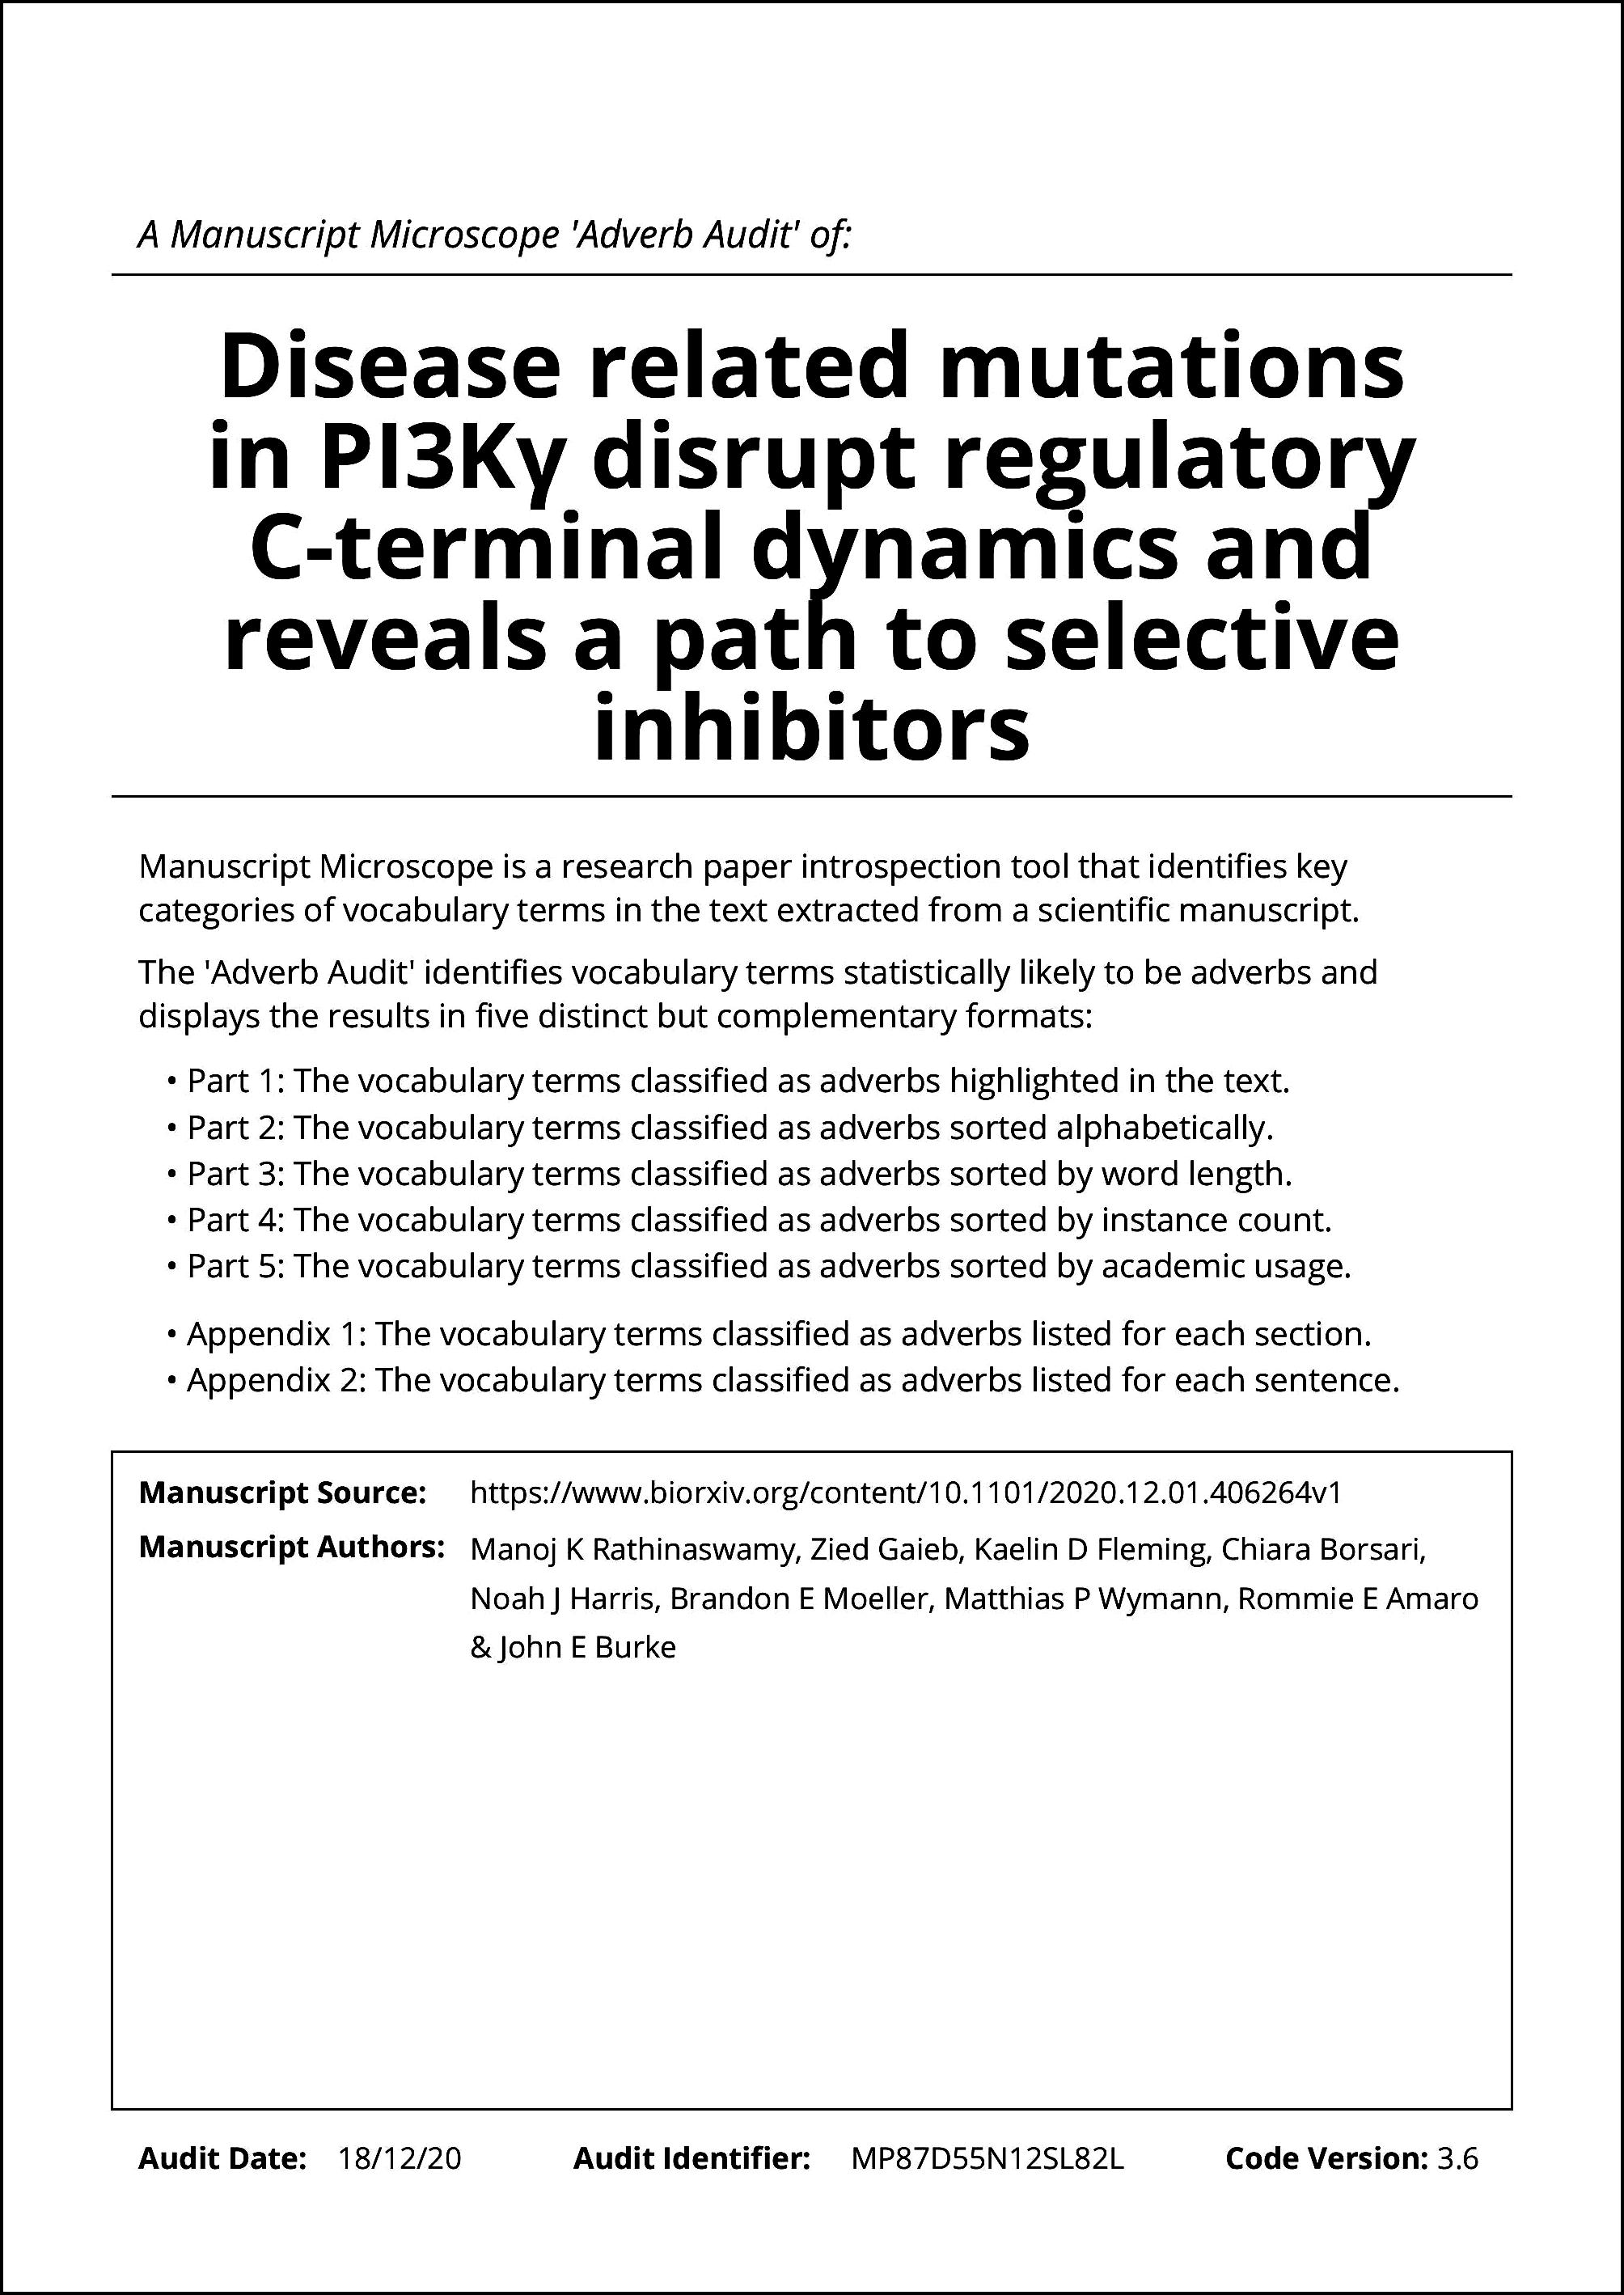 A Manuscript Microscope 'Adverb Audit' of:
Disease related mutations
in PI3Kγ disrupt regulatory
C-terminal dynamics and
reveals a path to selective
inhibitors
Manuscript Microscope is a research paper introspection tool that identifies key
categories of vocabulary terms in the text extracted from a scientific manuscript.
The 'Adverb Audit' identifies vocabulary terms statistically likely to be adverbs and
displays the results in five distinct but complementary formats:
• Part 1: The vocabulary terms classified as adverbs highlighted in the text.
• Part 2: The vocabulary terms classified as adverbs sorted alphabetically.
• Part 3: The vocabulary terms classified as adverbs sorted by word length.
• Part 4: The vocabulary terms classified as adverbs sorted by instance count.
• Part 5: The vocabulary terms classified as adverbs sorted by academic usage.
• Appendix 1: The vocabulary terms classified as adverbs listed for each section.
• Appendix 2: The vocabulary terms classified as adverbs listed for each sentence.
Manuscript Source: https://www.biorxiv.org/content/10.1101/2020.12.01.406264v1
Manuscript Authors: Manoj K Rathinaswamy, Zied Gaieb, Kaelin D Fleming, Chiara Borsari,
Noah J Harris, Brandon E Moeller, Matthias P Wymann, Rommie E Amaro
& John E Burke
Audit Date: 18/12/20 Audit Identifier: MP87D55N12SL82L Code Version: 3.6